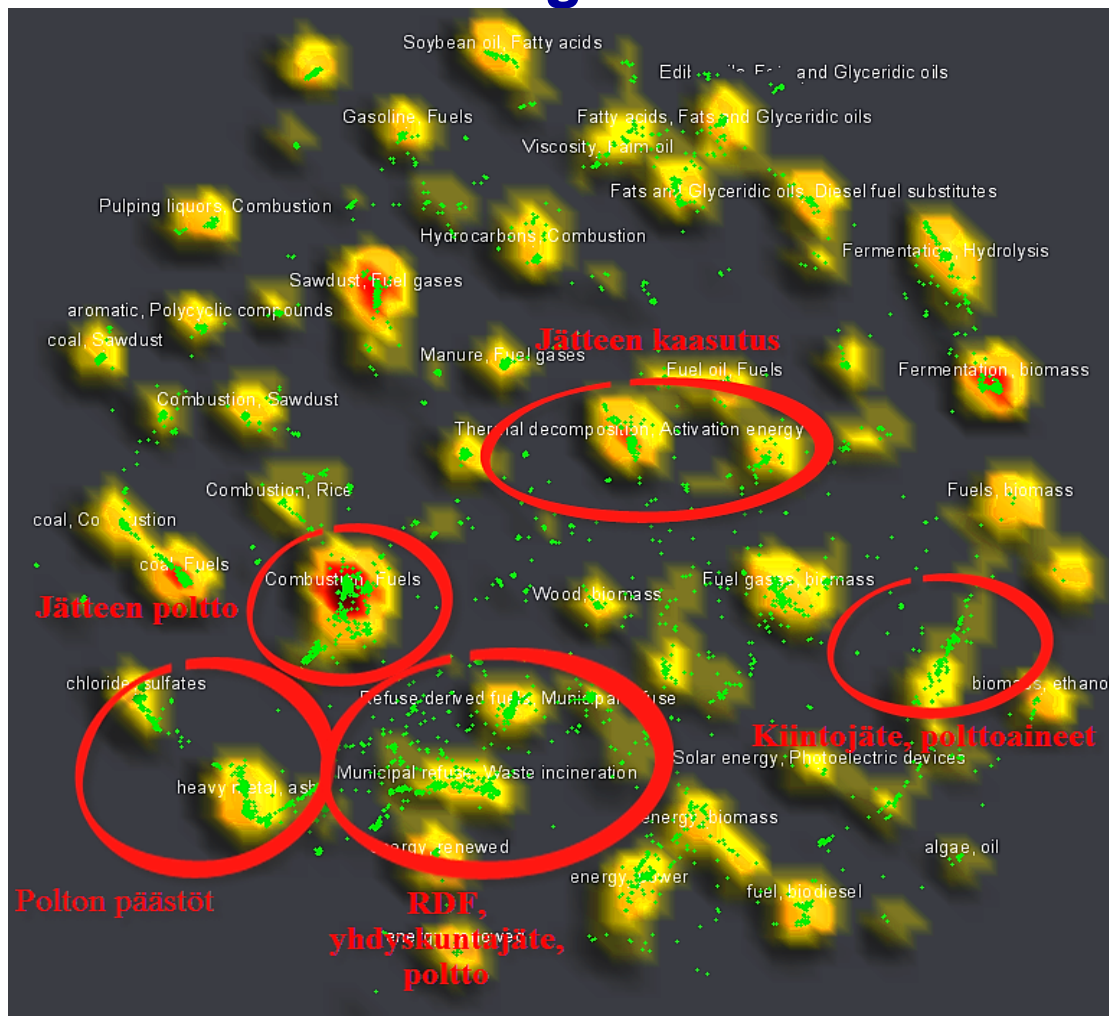 g
Soybean oil, Fatty acids
and Glyceridic oils
Gasoline, Fuels
Fatty acids, Fats and Glyceridic oils
Viscosity, Palm oil
Fats and Glyceridic oils, Diesel fuel substitutes
Pulping liquors, Combustion
Hydrocarbons, Combustion
Fermentation, Hydrolysis
Sawdust, Fuel gases
aromatic, Polycyclic compounds
coal, Sawdust
Jätteen kaasutus
Manure, Fuel gases
Fuel oil, Fuels
Fermentation, biomass
Combustion, Sawdust
Thermal decomposition, Activation energy
Combustion, Rice
Fuels, biomass
coal, Combustion
coal, Fuels
Combustion, Fuels
Fuel gases, biomass
Wood, biomass
Jätteen poltto
chloride, sulfates
Refuse derived fuels, Municipal refuse
biomass, ethano
Kiintojäte, polttoaineet
Solar energy, Photoelectric devices
Municipal refuse, Waste incineration
heavy metal, ash
energy, biomass
energy, renewed
algae, oil
energy, power
fuel, biodiesel
Polton päästöt
RDF,
yhdyskuntajäte,
poltto